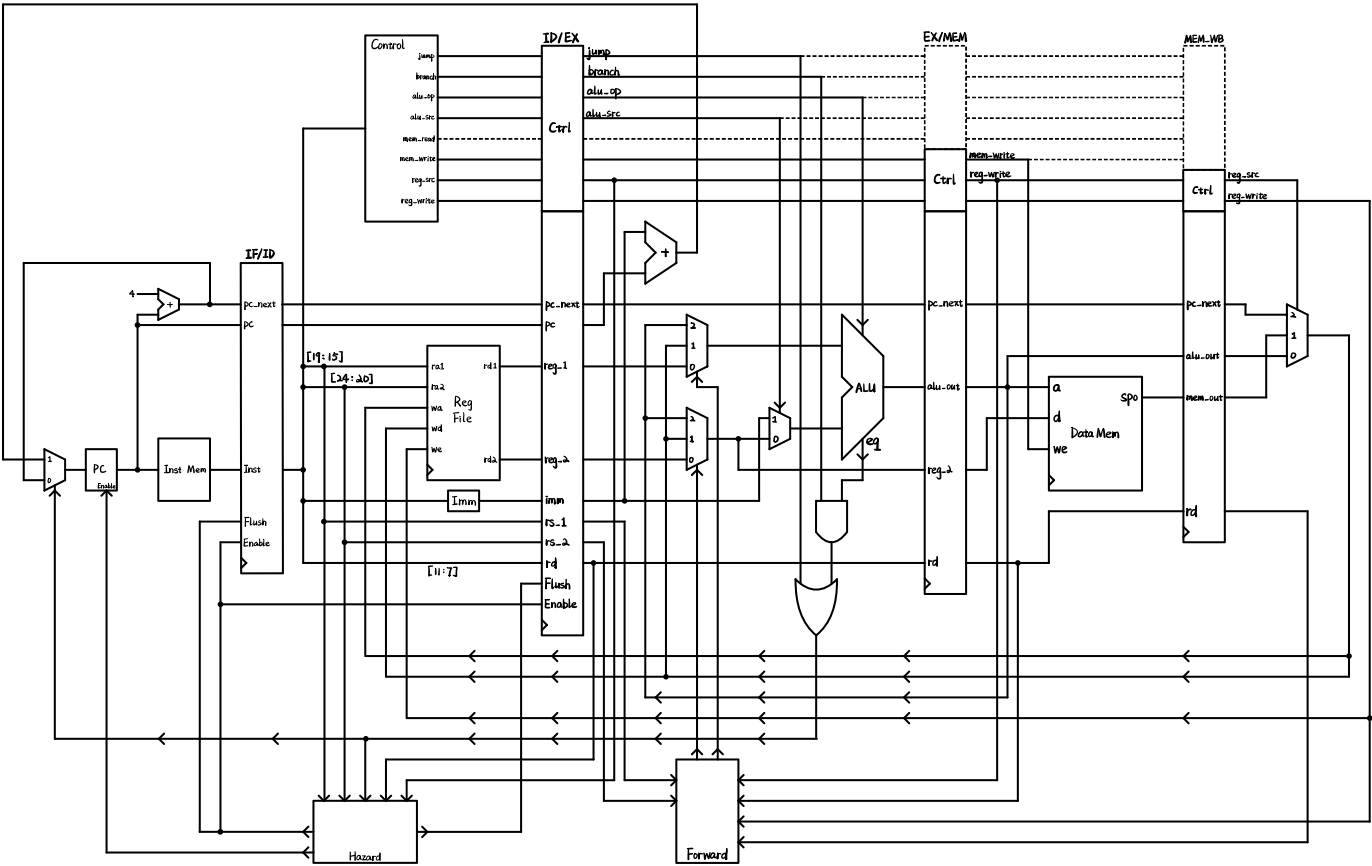 Control
jump
branch
alu_op
alu_src
mem_read
mem_write
reg_src
reg_write
ID/EX
Ctrl
jump
branch
alu_op
alu_src
EX/MEM
Ctrl
mem_write
reg_write
MEM_WB
Ctrl
reg_src
reg_write
4
+
IF/ID
pc_next
pc
Inst
Flush
Enable
1
0
PC
Enable
Inst Mem
[19:15]
[24:20]
[11:7]
ra1
ra2
wa
wd
we
Reg
File
rd1
rd2
Imm
pc_next
pc
reg_1
reg_2
imm
rs_1
rs_2
rd
Flush
Enable
+
2
1
0
2
1
0
1
0
ALU
eq
pc_next
alu_out
reg_2
rd
a
d
we
spo
Data Mem
pc_next
alu_out
mem_out
rd
2
1
0
Hazard
Forward